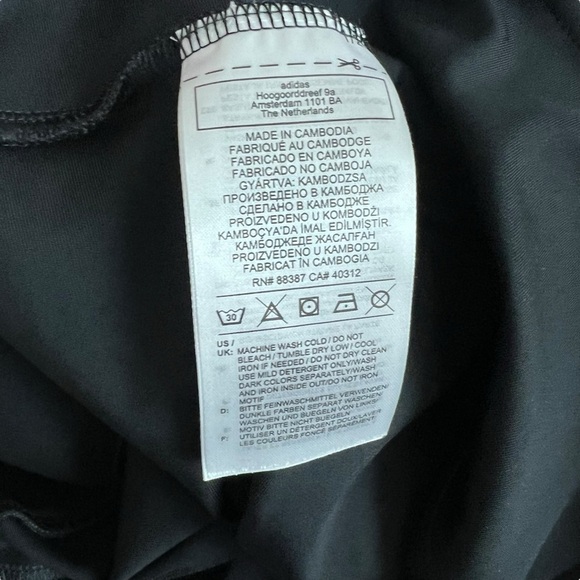 adidas
Hoogoorddreef 9a
Amsterdam 1101 BA
The Netherlands
MADE IN CAMBODIA
FABRIQUÉ AU CAMBODGE
FABRICADO EN CAMBOYA
FABRICADO NO CAMBOJA
GYÁRTVA: KAMBODZSA
ПРОИЗВЕДЕНО В КАМБОДЖА
СДЕЛАНО В КАМБОДЖЕ
PROIZVEDENO U KOMBODŽI
KAMBOÇYA'DA İMAL EDİLMİŞTİR.
КАМБОДЖЕДЕ ЖАСАЛҒАН
PROIZVEDENO U KAMBODZI
FABRICAT ÎN CAMBOGIA
RN# 88387 CA# 40312
30
US /
UK: MACHINE WASH COLD / DO NOT
BLEACH / TUMBLE DRY LOW / COOL
IRON IF NEEDED / DO NOT DRY CLEAN
USE MILD DETERGENT ONLY/WASH
DARK COLORS SEPARATELY/WASH
AND IRON INSIDE OUT/DO NOT IRON
MOTIF
D: BITTE FEINWASCHMITTEL VERWENDEN/
DUNKLE FARBEN SEPARAT WASCHEN/
WASCHEN UND BUEGELN VON LINKS/
MOTIV BITTE NICHT BUEGELN
F: UTILISER UN DETERGENT DOUX/LAVER
LES COULEURS FONCÉ SEPARÉMENT/